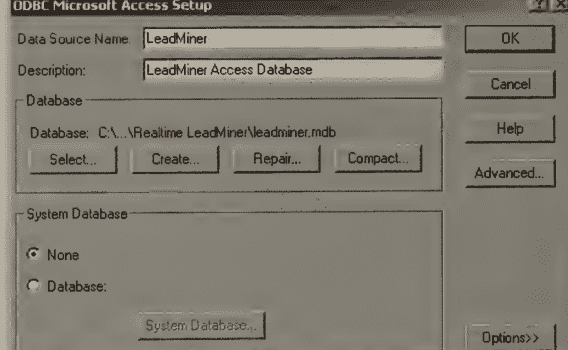 ODBC Microsoft Access Setup
Data Source Name: LeadMiner
OK
Description: LeadMiner Access Database
Cancel
Database
Database: C:\...\Realtime LeadMiner\leadminer.mdb
Help
Select... Create... Repair... Compact...
Advanced...
System Database
None
Database:
System Database...
Options>>